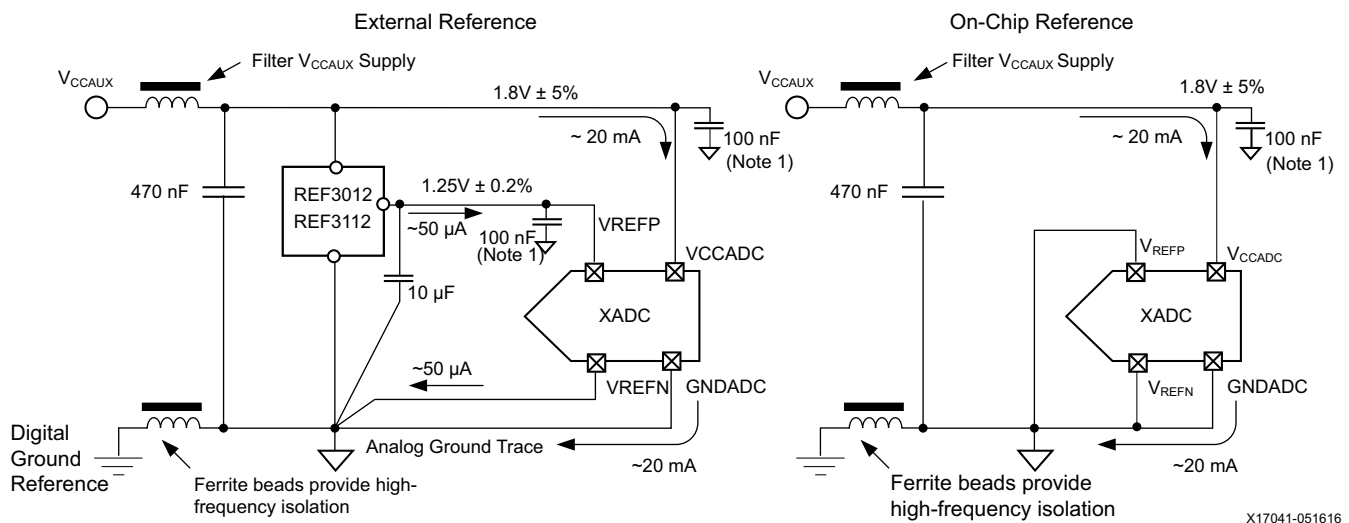 External Reference
V_CCAUX
Filter V_CCAUX Supply
1.8V ± 5%
~ 20 mA
100 nF
(Note 1)
470 nF
REF3012
REF3112
1.25V ± 0.2%
~50 µA
100 nF
(Note 1)
VREFP
VCCADC
10 µF
XADC
~50 µA
VREFN
GNDADC
Digital
Ground
Reference
Analog Ground Trace
~20 mA
Ferrite beads provide high-
frequency isolation
On-Chip Reference
V_CCAUX
Filter V_CCAUX Supply
1.8V ± 5%
~ 20 mA
100 nF
(Note 1)
470 nF
V_REFP
V_CCADC
XADC
V_REFN
GNDADC
~20 mA
Ferrite beads provide
high-frequency isolation
X17041-051616